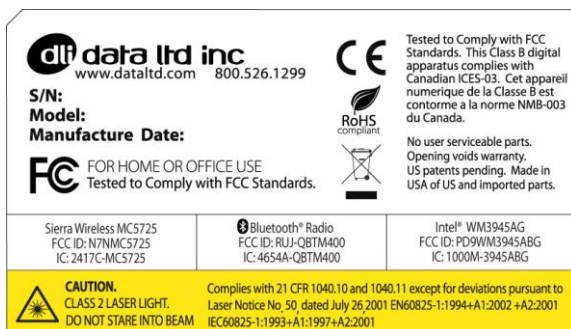 dli data ltd inc
www.dataltd.com 800.526.1299
S/N:
Model:
Manufacture Date:
FC FOR HOME OR OFFICE USE
Tested to Comply with FCC Standards.
CE
RoHS
compliant
Tested to Comply with FCC
Standards. This Class B digital
apparatus complies with
Canadian ICES-03. Cet appareil
numerique de la Classe B est
conforme a la norme NMB-003
du Canada.
No user serviceable parts.
Opening voids warranty.
US patents pending. Made in
USA of US and imported parts.
Sierra Wireless MC5725
FCC ID: N7NMC5725
IC: 2417C-MC5725
Bluetooth® Radio
FCC ID: RUJ-QBTM400
IC: 4654A-QBTM400
Intel® WM3945AG
FCC ID: PD9WM3945ABG
IC: 1000M-3945ABG
CAUTION.
CLASS 2 LASER LIGHT.
DO NOT STARE INTO BEAM
Complies with 21 CFR 1040.10 and 1040.11 except for deviations pursuant to
Laser Notice No_50, dated July 26,2001 EN60825-1:1994+A1:2002 +A2:2001
IEC60825-1:1993+A1:1997+A2:2001